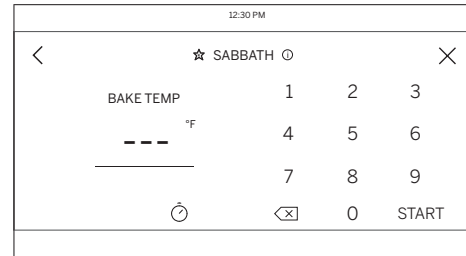 12:30 PM
SABBATH
BAKE TEMP
--- °F
1 2 3
4 5 6
7 8 9
0 START